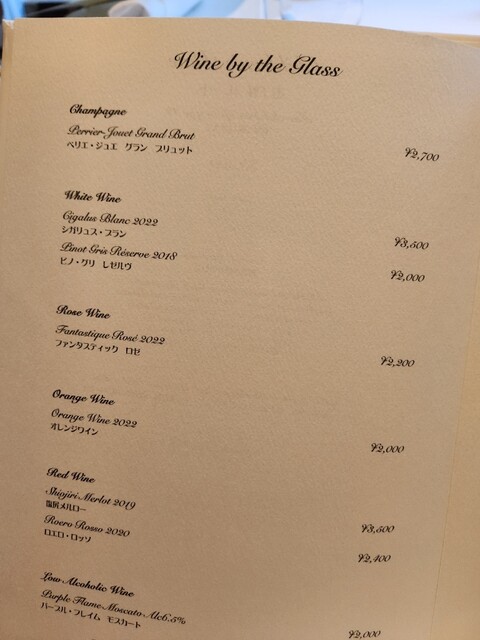 Wine by the Glass
Champagne
Perrier-Jouet Grand Brut
ペリエ・ジュエ グラン ブリュット
¥2,700
White Wine
Cigalus Blanc 2022
シガリュス・ブラン
¥3,500
Pinot Gris Réserve 2018
ピノ・グリ レゼルヴ
¥2,000
Rose Wine
Fantastique Rosé 2022
ファンタスティック ロゼ
¥2,200
Orange Wine
Orange Wine 2022
オレンジワイン
¥2,000
Red Wine
Shiojiri Merlot 2019
塩尻メルロー
¥3,500
Roero Rosso 2020
ロエロ・ロッソ
¥2,400
Low Alcoholic Wine
Purple Flame Moscato Alc6.5%
パープル・フレイム モスカート
¥2,000